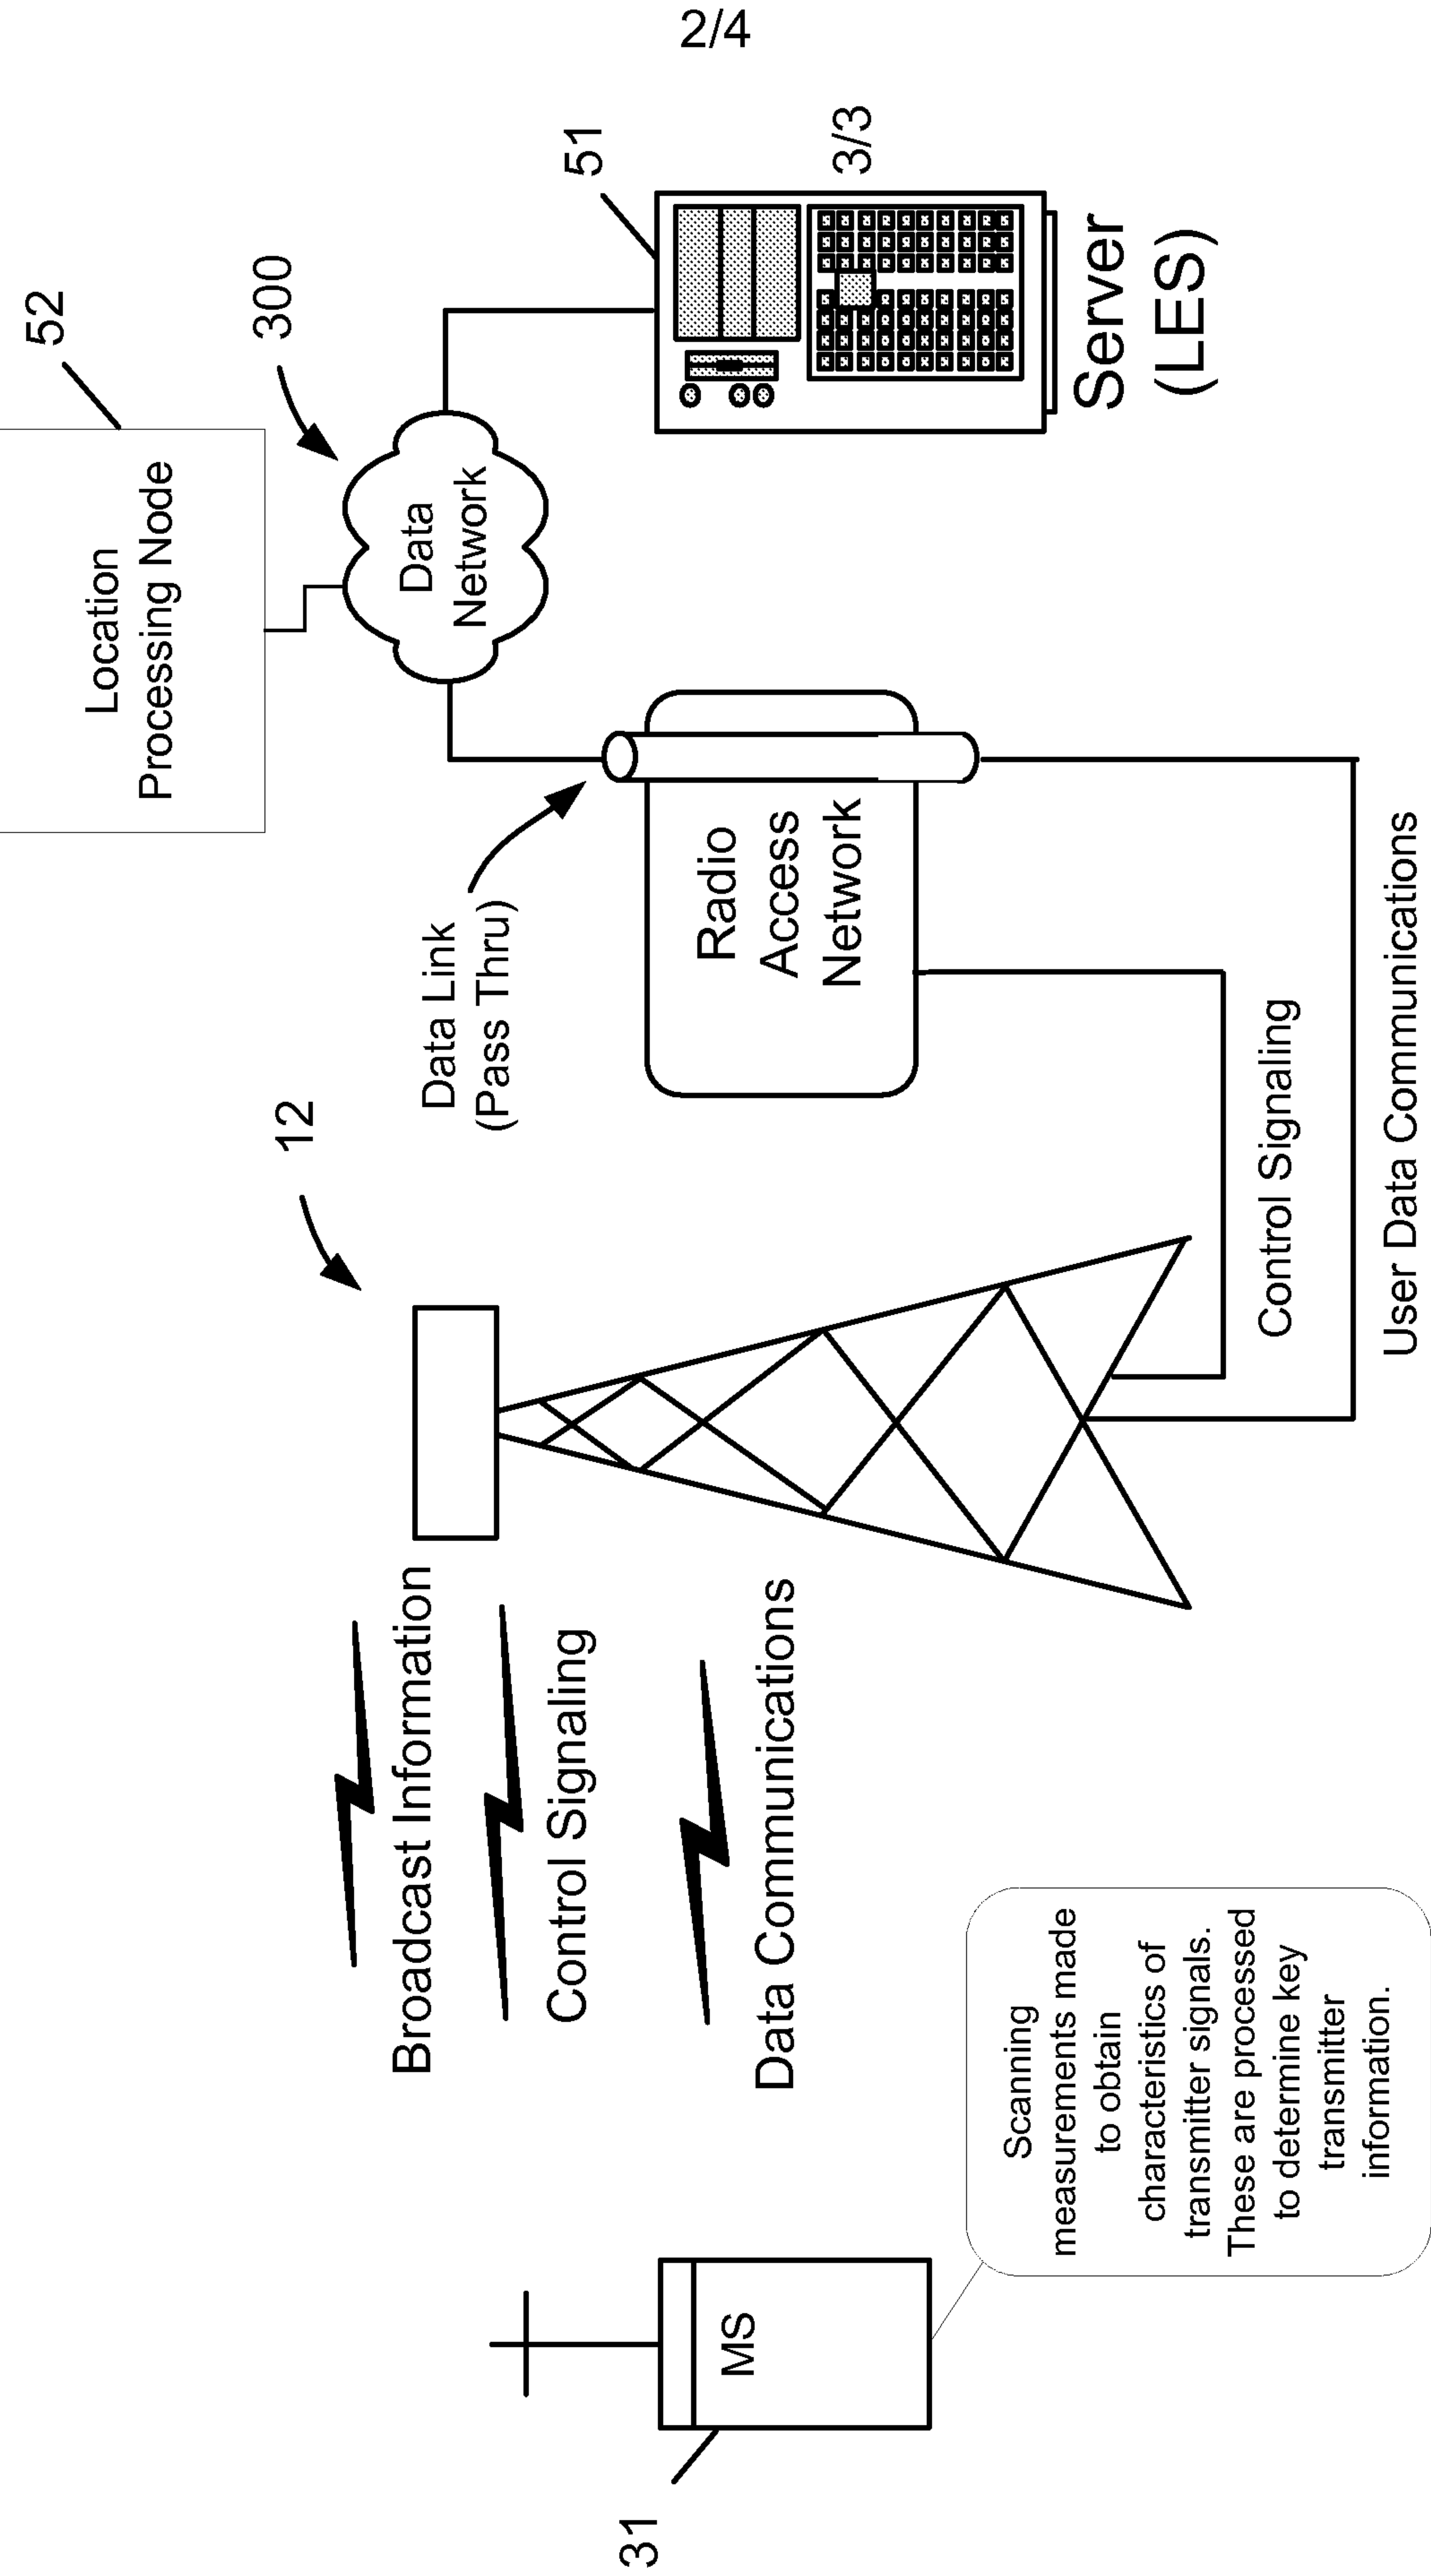 2/4
52
Location
Processing Node
300
51
3/3
Data
Network
Server
(LES)
Data Link
(Pass Thru)
Radio
Access
Network
12
Control Signaling
User Data Communications
Broadcast Information
Control Signaling
Data Communications
31
MS
Scanning
measurements made
to obtain
characteristics of
transmitter signals.
These are processed
to determine key
transmitter
information.